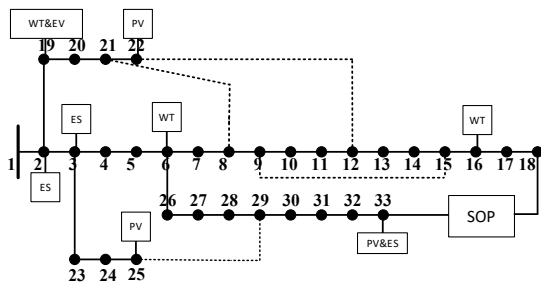 WT&EV
PV
19 20 21 22
ES
WT
WT
1 2 3 4 5 6 7 8 9 10 11 12 13 14 15 16 17 18
ES
26 27 28 29 30 31 32 33
SOP
PV
PV&ES
23 24 25